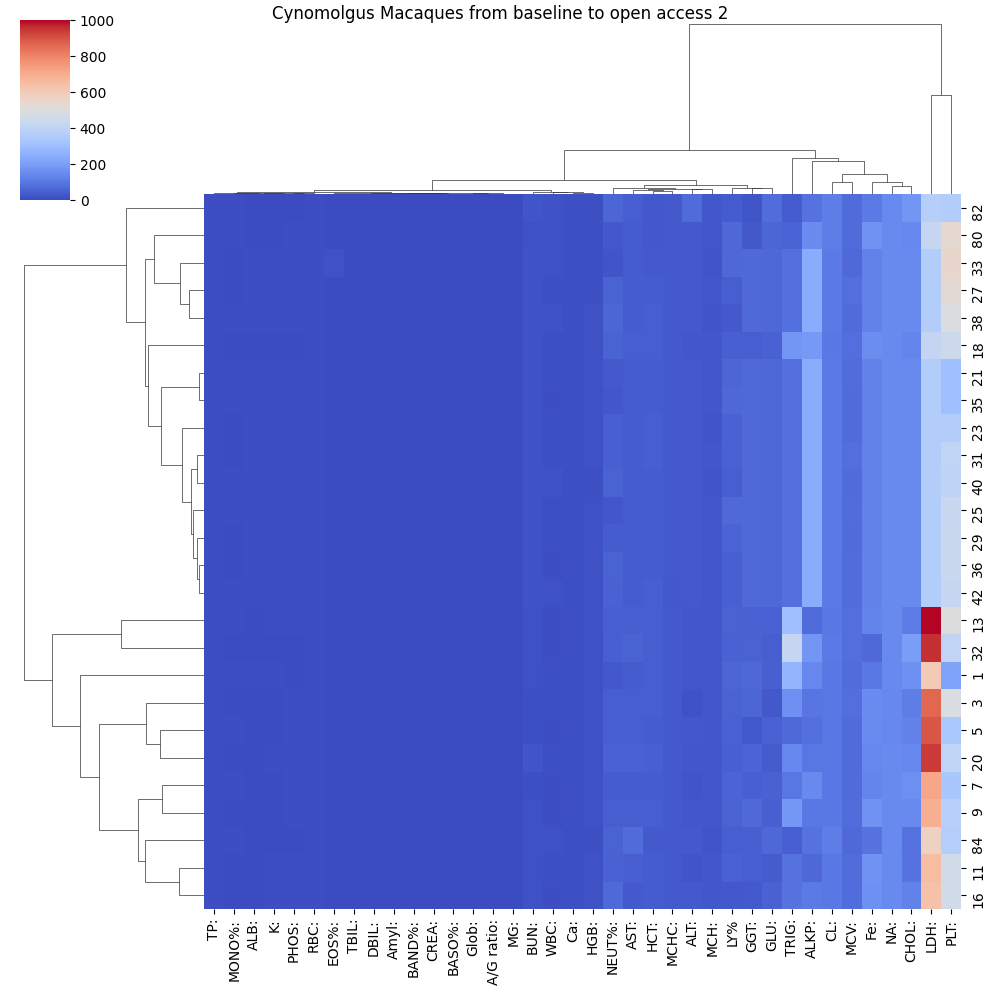 Cynomolgus Macaques from baseline to open access 2
1000
800
600
400
200
0
82
80
33
27
38
18
21
35
23
31
40
25
29
36
42
13
32
1
3
5
20
7
9
84
11
16
TP:
MONO%:
ALB:
K:
PHOS:
RBC:
EOS%:
TBIL:
DBIL:
Amyl:
BAND%:
CREA:
BASO%:
Glob:
A/G ratio:
MG:
BUN:
WBC:
Ca:
HGB:
NEUT%:
AST:
HCT:
MCHC:
ALT:
MCH:
LY%
GGT:
GLU:
TRIG:
ALKP:
CL:
MCV:
Fe:
NA:
CHOL:
LDH:
PLT: